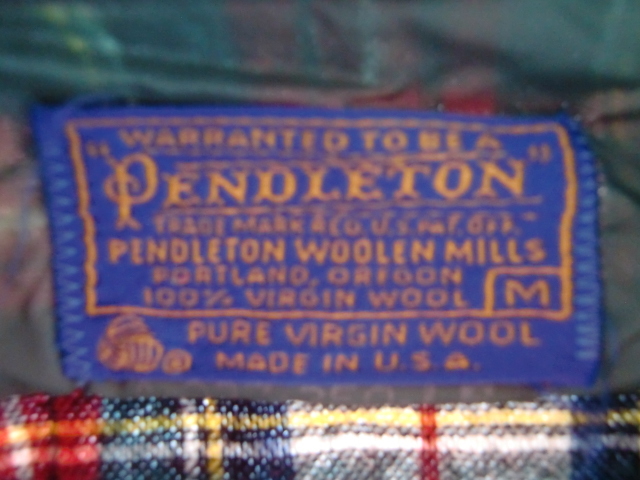 WARRANTED TO BE A
"PENDLETON"
TRADE MARK REG. U.S. PAT. OFF.
PENDLETON WOOLEN MILLS
PORTLAND, OREGON
100% VIRGIN WOOL M
PURE VIRGIN WOOL
® MADE IN U.S.A.